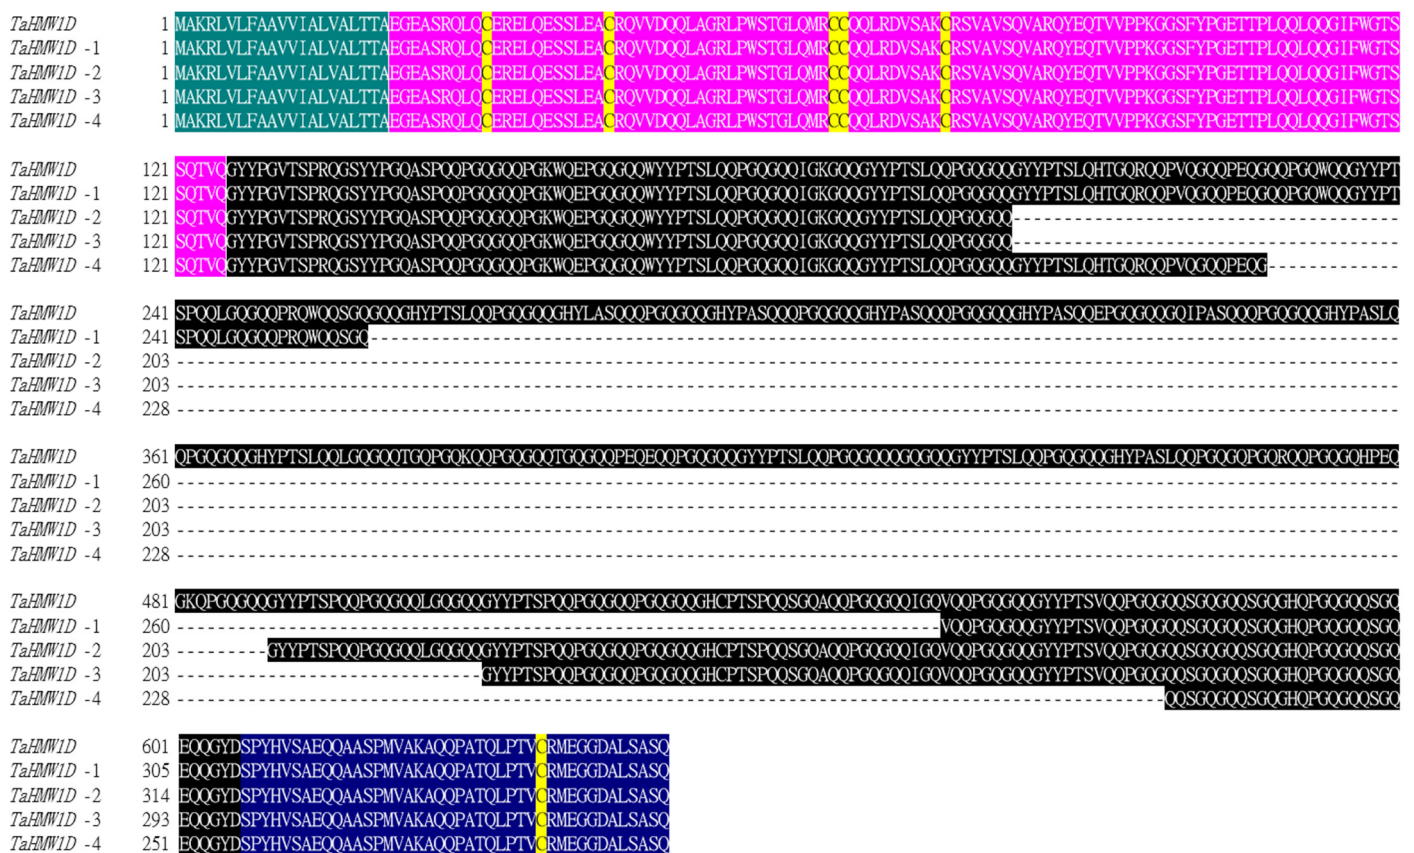 TaHMW1D 1 MAKRLVLFAAVVIALVALTTAEGEASRQLQCERELQESSLEACRQVVDQQLAGRLPWSTGLQMRCCQQLRDVSAKCRSVAVSQVARQYEQTVVPPKGGSFYPGETTPLQQLQQGIFWGTS
TaHMW1D -1 1 MAKRLVLFAAVVIALVALTTAEGEASRQLQCERELQESSLEACRQVVDQQLAGRLPWSTGLQMRCCQQLRDVSAKCRSVAVSQVARQYEQTVVPPKGGSFYPGETTPLQQLQQGIFWGTS
TaHMW1D -2 1 MAKRLVLFAAVVIALVALTTAEGEASRQLQCERELQESSLEACRQVVDQQLAGRLPWSTGLQMRCCQQLRDVSAKCRSVAVSQVARQYEQTVVPPKGGSFYPGETTPLQQLQQGIFWGTS
TaHMW1D -3 1 MAKRLVLFAAVVIALVALTTAEGEASRQLQCERELQESSLEACRQVVDQQLAGRLPWSTGLQMRCCQQLRDVSAKCRSVAVSQVARQYEQTVVPPKGGSFYPGETTPLQQLQQGIFWGTS
TaHMW1D -4 1 MAKRLVLFAAVVIALVALTTAEGEASRQLQCERELQESSLEACRQVVDQQLAGRLPWSTGLQMRCCQQLRDVSAKCRSVAVSQVARQYEQTVVPPKGGSFYPGETTPLQQLQQGIFWGTS
TaHMW1D 121 SQTVQGYYPGVTSPRQGSYYPGQASPQQPGQGQQPGKWQEPGQGQQWYYPTSLQQPGQGQQIGKGQQGYYPTSLQQPGQGQQGYYPTSLQHTGQRQQPVQGQQPEQGQQPGQWQQGYYPT
TaHMW1D -1 121 SQTVQGYYPGVTSPRQGSYYPGQASPQQPGQGQQPGKWQEPGQGQQWYYPTSLQQPGQGQQIGKGQQGYYPTSLQQPGQGQQGYYPTSLQHTGQRQQPVQGQQPEQGQQPGQWQQGYYPT
TaHMW1D -2 121 SQTVQGYYPGVTSPRQGSYYPGQASPQQPGQGQQPGKWQEPGQGQQWYYPTSLQQPGQGQQIGKGQQGYYPTSLQQPGQGQQ--------------------------------------
TaHMW1D -3 121 SQTVQGYYPGVTSPRQGSYYPGQASPQQPGQGQQPGKWQEPGQGQQWYYPTSLQQPGQGQQIGKGQQGYYPTSLQQPGQGQQ--------------------------------------
TaHMW1D -4 121 SQTVQGYYPGVTSPRQGSYYPGQASPQQPGQGQQPGKWQEPGQGQQWYYPTSLQQPGQGQQIGKGQQGYYPTSLQQPGQGQQGYYPTSLQHTGQRQQPVQGQQPEQG-------------
TaHMW1D 241 SPQQLGQGQQPRQWQQSGQGQQGHYPTSLQQPGQGQQGHYLASQQQPGQGQQGHYPASQQQPGQGQQGHYPASQQQPGQGQQGHYPASQQEPGQGQQGQIPASQQQPGQGQQGHYPASLQ
TaHMW1D -1 241 SPQQLGQGQQPRQWQQSGQ-----------------------------------------------------------------------------------------------------
TaHMW1D -2 203 ------------------------------------------------------------------------------------------------------------------------
TaHMW1D -3 203 ------------------------------------------------------------------------------------------------------------------------
TaHMW1D -4 228 ------------------------------------------------------------------------------------------------------------------------
TaHMW1D 361 QPGQGQQGHYPTSLQQLGQGQQTGQPGQKQQPGQGQQTGQGQQPEQEQQPGQGQQGYYPTSLQQPGQGQQQGQGQQGYYPTSLQQPGQGQQGHYPASLQQPGQGQPGQRQQPGQGQHPEQ
TaHMW1D -1 260 ------------------------------------------------------------------------------------------------------------------------
TaHMW1D -2 203 ------------------------------------------------------------------------------------------------------------------------
TaHMW1D -3 203 ------------------------------------------------------------------------------------------------------------------------
TaHMW1D -4 228 ------------------------------------------------------------------------------------------------------------------------
TaHMW1D 481 GKQPGQGQQGYYPTSPQQPGQGQQLGQGQQGYYPTSPQQPGQGQQPGQGQQGHCPTSPQQSGQAQQPGQGQQIGQVQQPGQGQQGYYPTSVQQPGQGQQSGQGQQSGQGHQPGQGQQSGQ
TaHMW1D -1 260 ---------------------------------------------------------------------------VQQPGQGQQGYYPTSVQQPGQGQQSGQGQQSGQGHQPGQGQQSGQ
TaHMW1D -2 203 ---------GYYPTSPQQPGQGQQLGQGQQGYYPTSPQQPGQGQQPGQGQQGHCPTSPQQSGQAQQPGQGQQIGQVQQPGQGQQGYYPTSVQQPGQGQQSGQGQQSGQGHQPGQGQQSGQ
TaHMW1D -3 203 ------------------------------GYYPTSPQQPGQGQQPGQGQQGHCPTSPQQSGQAQQPGQGQQIGQVQQPGQGQQGYYPTSVQQPGQGQQSGQGQQSGQGHQPGQGQQSGQ
TaHMW1D -4 228 -------------------------------------------------------------------------------------------------QQSGQGQQSGQGHQPGQGQQSGQ
TaHMW1D 601 EQQGYDSPYHVSAEQQAASPMVAKAQQPATQLPTVCRMEGGDALSASQ
TaHMW1D -1 305 EQQGYDSPYHVSAEQQAASPMVAKAQQPATQLPTVCRMEGGDALSASQ
TaHMW1D -2 314 EQQGYDSPYHVSAEQQAASPMVAKAQQPATQLPTVCRMEGGDALSASQ
TaHMW1D -3 293 EQQGYDSPYHVSAEQQAASPMVAKAQQPATQLPTVCRMEGGDALSASQ
TaHMW1D -4 251 EQQGYDSPYHVSAEQQAASPMVAKAQQPATQLPTVCRMEGGDALSASQ